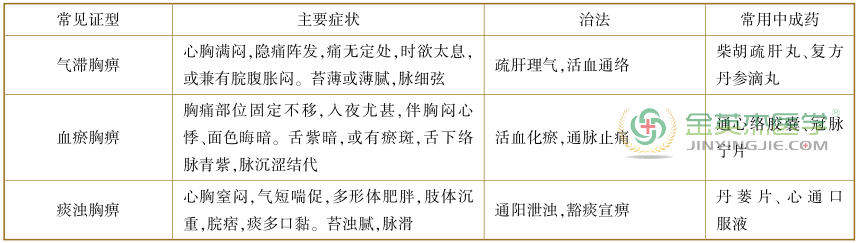 常见证型 主要症状 治法 常用中成药
气滞胸痹
心胸满闷,隐痛阵发,痛无定处,时欲太息,
或兼有脘腹胀闷。苔薄或薄腻,脉细弦
疏肝理气,活血通络
柴胡疏肝丸、复方
丹参滴丸
血瘀胸痹
胸痛部位固定不移,入夜尤甚,伴胸闷心
悸、面色晦暗。舌紫暗,或有瘀斑,舌下络
脉青紫,脉沉涩结代
活血化瘀,通脉止痛
通心络胶囊、冠脉
宁片
痰浊胸痹
心胸窒闷,气短喘促,多形体肥胖,肢体沉
重,脘痞,痰多口黏。苔浊腻,脉滑
通阳泄浊,豁痰宣痹
丹蒌片、心通口
服液
金英杰医学
JINYINGJIE.COM